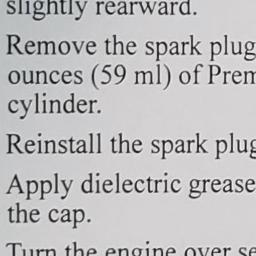 slightly rearward.
Remove the spark plug
ounces (59 ml) of Prem
cylinder.
Reinstall the spark plug
Apply dielectric grease
the cap.
Turn the engine over se